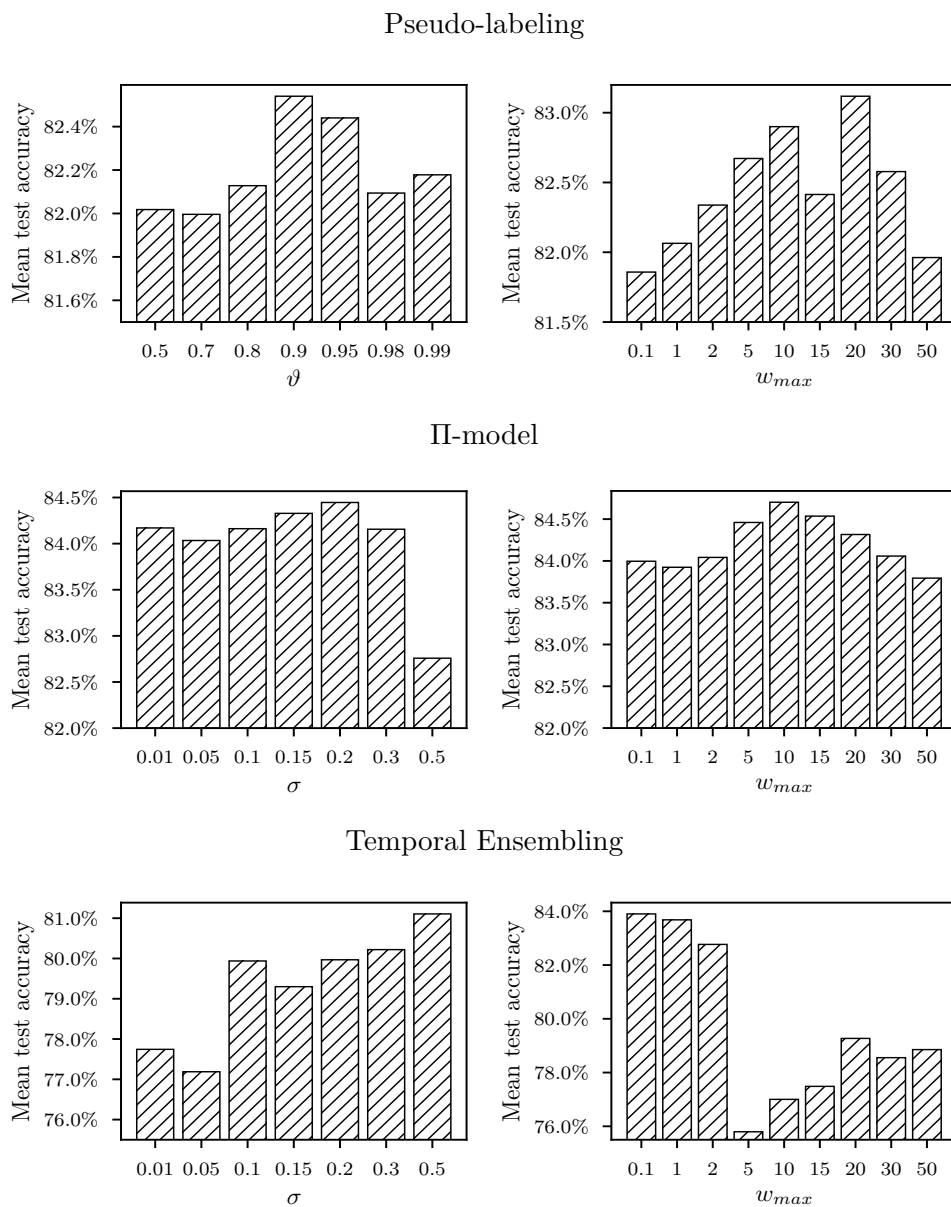 Pseudo-labeling
Mean test accuracy
82.4%
82.2%
82.0%
81.8%
81.6%
0.5 0.7 0.8 0.9 0.95 0.98 0.99
ϑ
Mean test accuracy
83.0%
82.5%
82.0%
81.5%
0.1 1 2 5 10 15 20 30 50
w_max
Π-model
Mean test accuracy
84.5%
84.0%
83.5%
83.0%
82.5%
82.0%
0.01 0.05 0.1 0.15 0.2 0.3 0.5
σ
Mean test accuracy
84.5%
84.0%
83.5%
83.0%
82.5%
82.0%
0.1 1 2 5 10 15 20 30 50
w_max
Temporal Ensembling
Mean test accuracy
81.0%
80.0%
79.0%
78.0%
77.0%
76.0%
0.01 0.05 0.1 0.15 0.2 0.3 0.5
σ
Mean test accuracy
84.0%
82.0%
80.0%
78.0%
76.0%
0.1 1 2 5 10 15 20 30 50
w_max